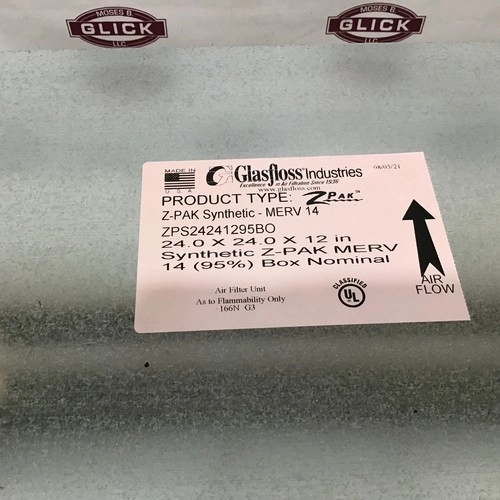 MOSES B.
GLICK
LLC
MOSES B.
GLICK
LLC
MADE IN
U.S.A
Glasfloss Industries
Excellence in Air Filtration Since 1936
www.glasfloss.com
08/03/21
PRODUCT TYPE: Z-PAK™
Z-PAK Synthetic - MERV 14
ZPS24241295BO
24.0 X 24.0 X 12 in
Synthetic Z-PAK MERV
14 (95%) Box Nominal
Air Filter Unit
As to Flammability Only
166N G3
CLASSIFIED
UL
AIR
FLOW